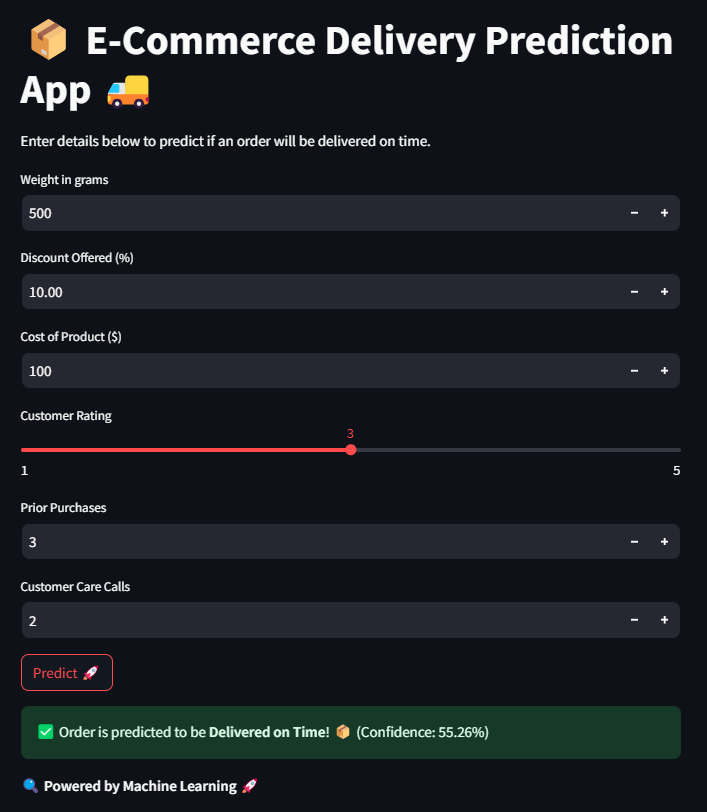 📦 E-Commerce Delivery Prediction
App 🚚
Enter details below to predict if an order will be delivered on time.
Weight in grams
500 − +
Discount Offered (%)
10.00 − +
Cost of Product ($)
100 − +
Customer Rating
3
1 5
Prior Purchases
3 − +
Customer Care Calls
2 − +
Predict 🚀
✅ Order is predicted to be Delivered on Time! 📦 (Confidence: 55.26%)
🔍 Powered by Machine Learning 🚀